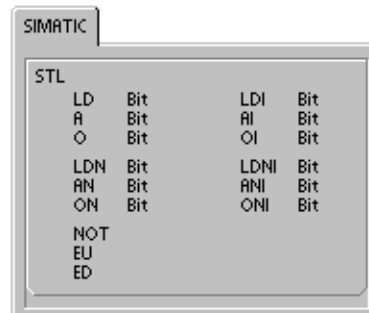 SIMATIC
STL
LD Bit LDI Bit
A Bit AI Bit
O Bit OI Bit
LDN Bit LDNI Bit
AN Bit ANI Bit
ON Bit ONI Bit
NOT
EU
ED